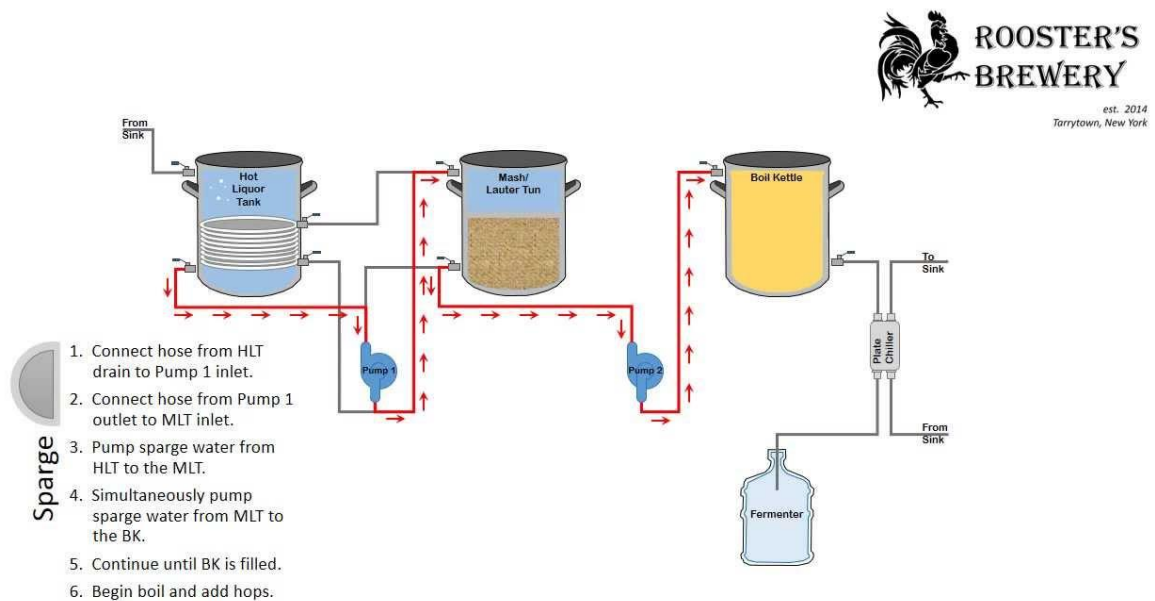 ROOSTER'S
BREWERY
est. 2014
Tarrytown, New York
From
Sink
Hot
Liquor
Tank
Mash/
Lauter Tun
Boil Kettle
To
Sink
Pump 1
Pump 2
Plate
Chiller
From
Sink
Fermenter
Sparge
1. Connect hose from HLT
drain to Pump 1 inlet.
2. Connect hose from Pump 1
outlet to MLT inlet.
3. Pump sparge water from
HLT to the MLT.
4. Simultaneously pump
sparge water from MLT to
the BK.
5. Continue until BK is filled.
6. Begin boil and add hops.